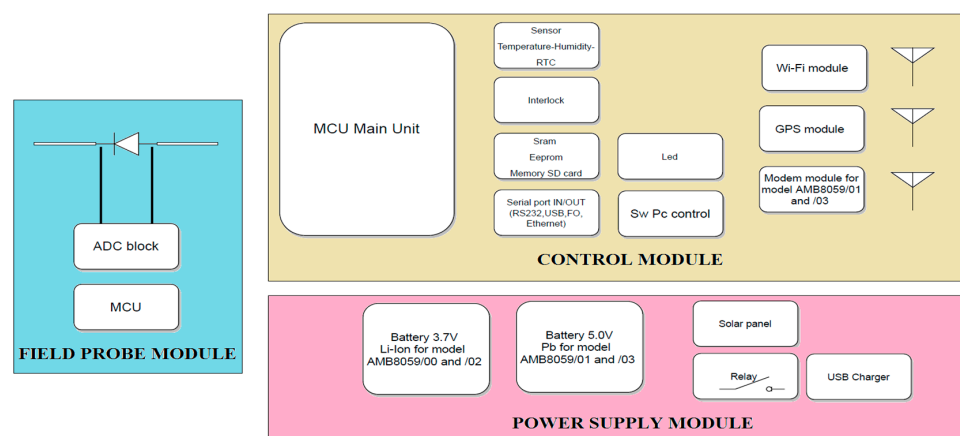 ADC block
MCU
FIELD PROBE MODULE
MCU Main Unit
Sensor
Temperature-Humidity-
RTC
Interlock
Sram
Eeprom
Memory SD card
Serial port IN/OUT
(RS232,USB,FO,
Ethernet)
Led
Sw Pc control
Wi-Fi module
GPS module
Modem module for
model AMB8059/01
and /03
CONTROL MODULE
Battery 3.7V
Li-Ion for model
AMB8059/00 and /02
Battery 5.0V
Pb for model
AMB8059/01 and /03
Solar panel
Relay
USB Charger
POWER SUPPLY MODULE